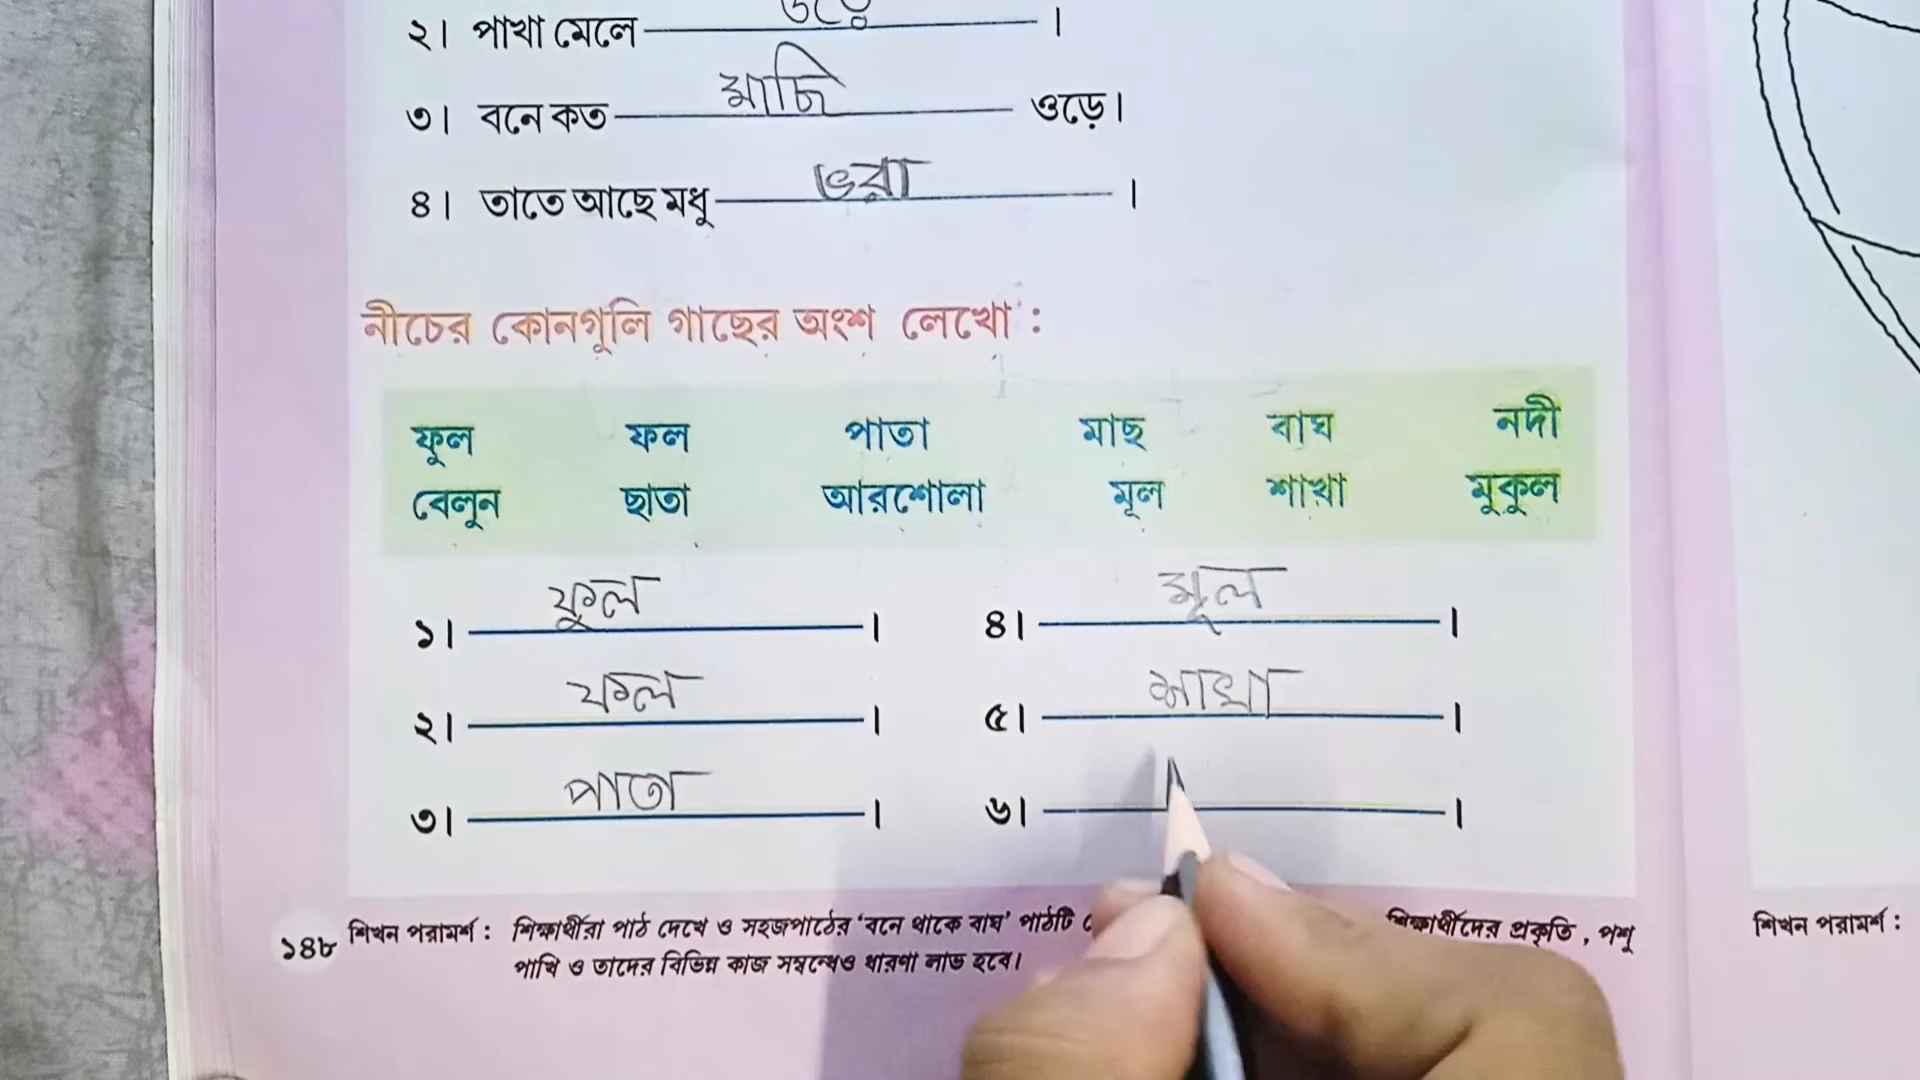 ২। পাখা মেলে ওড়ে ।
৩। বনে কত মাছি ওড়ে।
৪। তাতে আছে মধু ভরা ।
নীচের কোনগুলি গাছের অংশ লেখো :
ফুল ফল পাতা মাছ বাঘ নদী
বেলুন ছাতা আরশোলা মূল শাখা মুকুল
১। ফুল । ৪। মূল ।
২। ফল । ৫। শাখা ।
৩। পাতা । ৬। ।
১৪৮ শিখন পরামর্শ : শিক্ষার্থীরা পাঠ দেখে ও সহজপাঠের ‘বনে থাকে বাঘ’ পাঠটি শিক্ষার্থীদের প্রকৃতি , পশু
পাখি ও তাদের বিভিন্ন কাজ সম্বন্ধেও ধারণা লাভ হবে।
শিখন পরামর্শ :